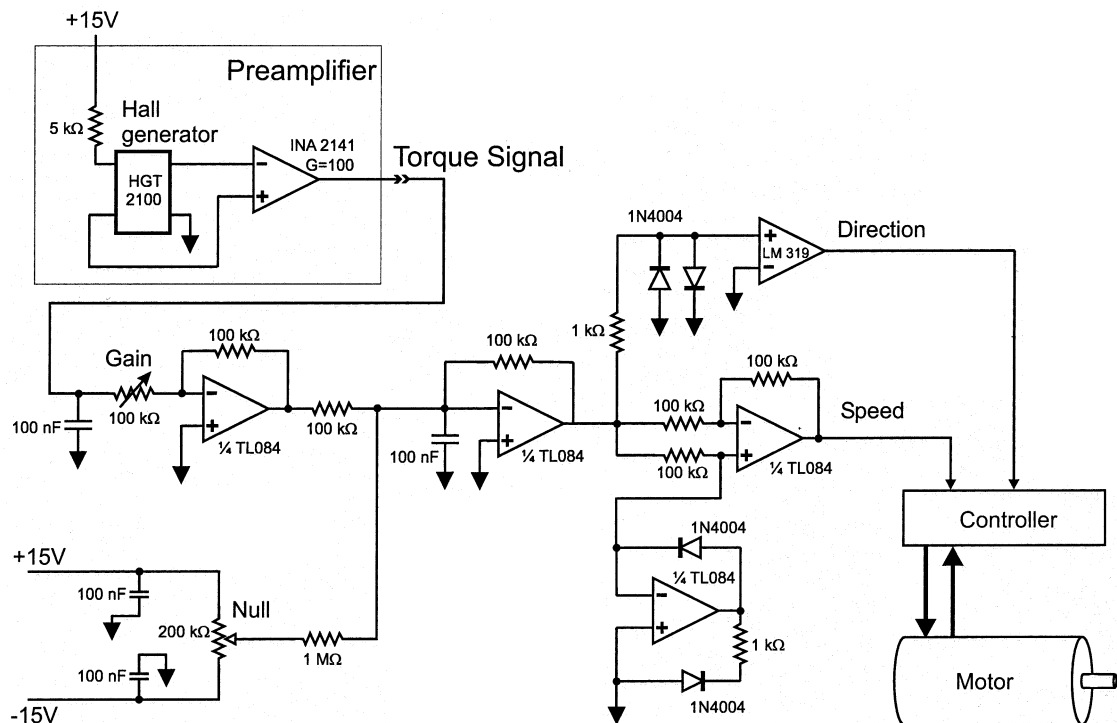 +15V
Preamplifier
Hall
generator
5 kΩ
INA 2141
G=100
HGT
2100
Torque Signal
1N4004
Direction
LM 319
1 kΩ
100 kΩ
100 kΩ
100 kΩ
Gain
100 kΩ
100 kΩ
100 kΩ
Speed
100 nF
¼ TL084
100 nF
¼ TL084
100 kΩ
¼ TL084
Controller
1N4004
+15V
100 nF
¼ TL084
Null
200 kΩ
1 MΩ
1 kΩ
100 nF
Motor
1N4004
-15V